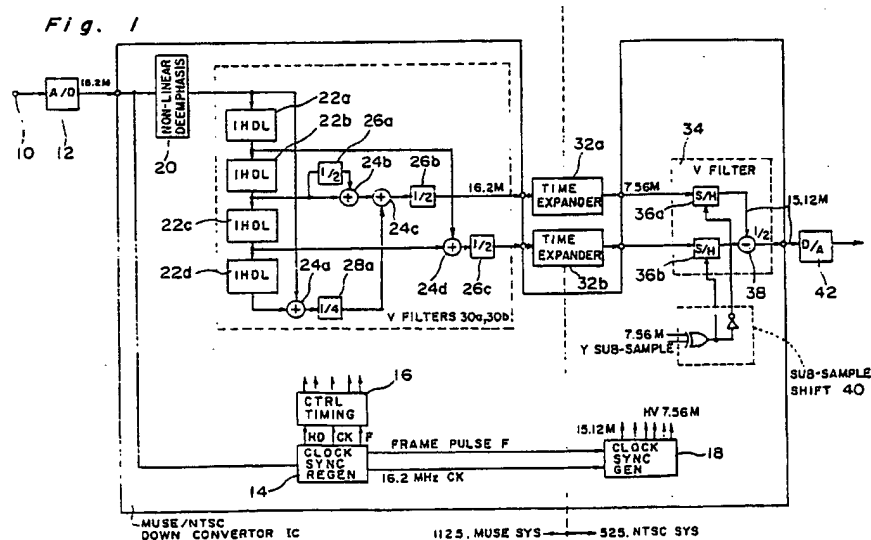 Fig. 1
A/D
16.2M
10
12
NON-LINEAR
DEEMPHASIS
20
1HDL
22a
1HDL
22b
1HDL
22c
1HDL
22d
1/2
26a
24b
24c
1/2
26b
16.2M
24d
1/2
26c
24a
1/4
28a
V FILTERS 30a,30b
32a
TIME
EXPANDER
7.56M
TIME
EXPANDER
32b
34
V FILTER
S/H
36a
15.12M
S/H
36b
1/2
38
D/A
42
7.56M
Y SUB-SAMPLE
SUB-SAMPLE
SHIFT 40
16
CTRL
TIMING
HD CK F
CLOCK
SYNC
REGEN
14
FRAME PULSE F
16.2 MHz CK
HV 7.56M
15.12M
CLOCK
SYNC
GEN
18
MUSE/NTSC
DOWN CONVERTOR IC
1125, MUSE SYS
525, NTSC SYS